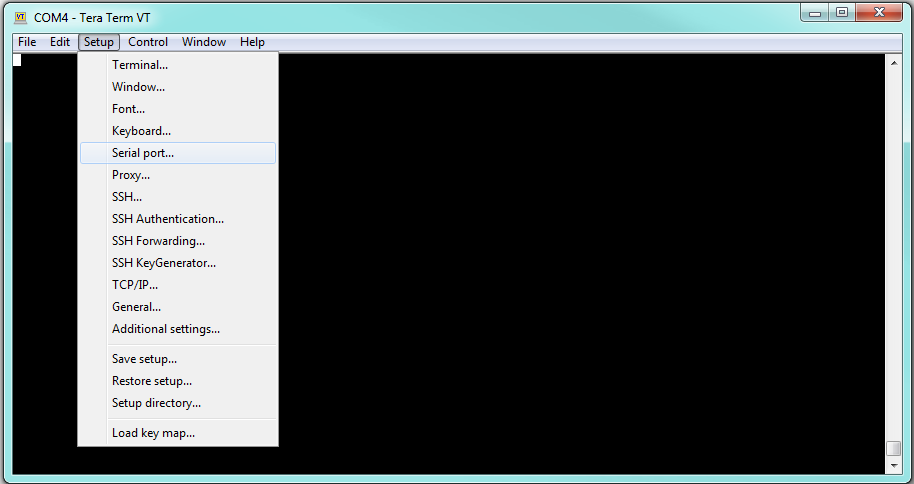 COM4 - Tera Term VT
File Edit Setup Control Window Help
Terminal...
Window...
Font...
Keyboard...
Serial port...
Proxy...
SSH...
SSH Authentication...
SSH Forwarding...
SSH KeyGenerator...
TCP/IP...
General...
Additional settings...
Save setup...
Restore setup...
Setup directory...
Load key map...